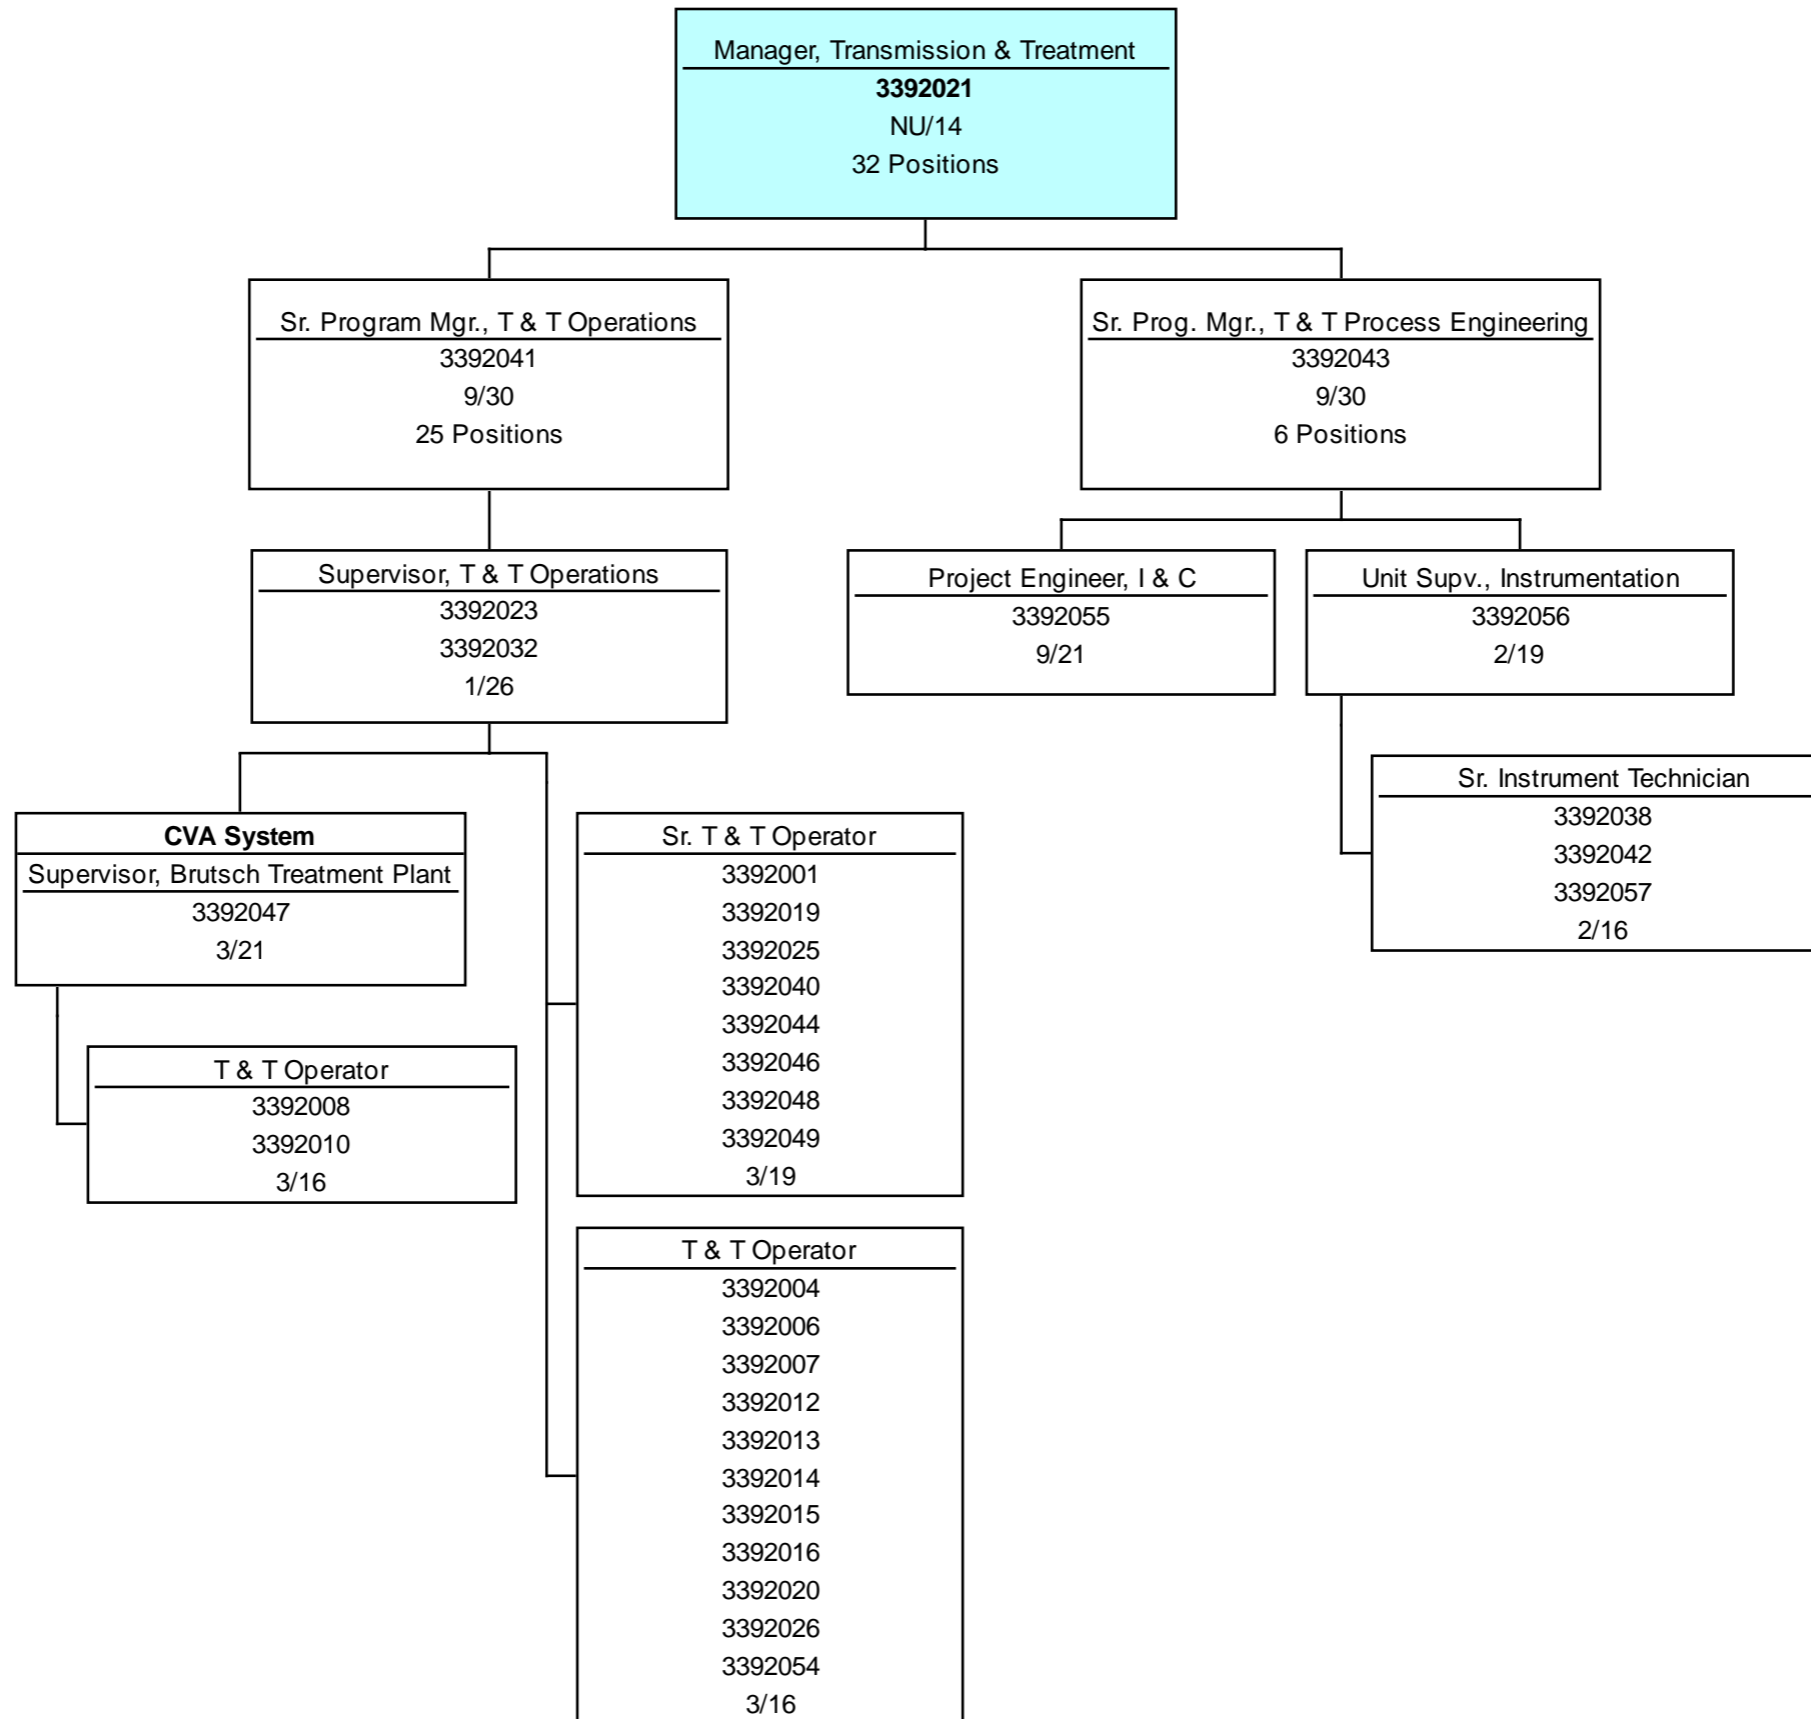 Manager, Transmission & Treatment
3392021
NU/14
32 Positions
Sr. Program Mgr., T & T Operations
3392041
9/30
25 Positions
Sr. Prog. Mgr., T & T Process Engineering
3392043
9/30
6 Positions
Supervisor, T & T Operations
3392023
3392032
1/26
Project Engineer, I & C
3392055
9/21
Unit Supv., Instrumentation
3392056
2/19
Sr. Instrument Technician
3392038
3392042
3392057
2/16
CVA System
Supervisor, Brutsch Treatment Plant
3392047
3/21
T & T Operator
3392008
3392010
3/16
Sr. T & T Operator
3392001
3392019
3392025
3392040
3392044
3392046
3392048
3392049
3/19
T & T Operator
3392004
3392006
3392007
3392012
3392013
3392014
3392015
3392016
3392020
3392026
3392054
3/16